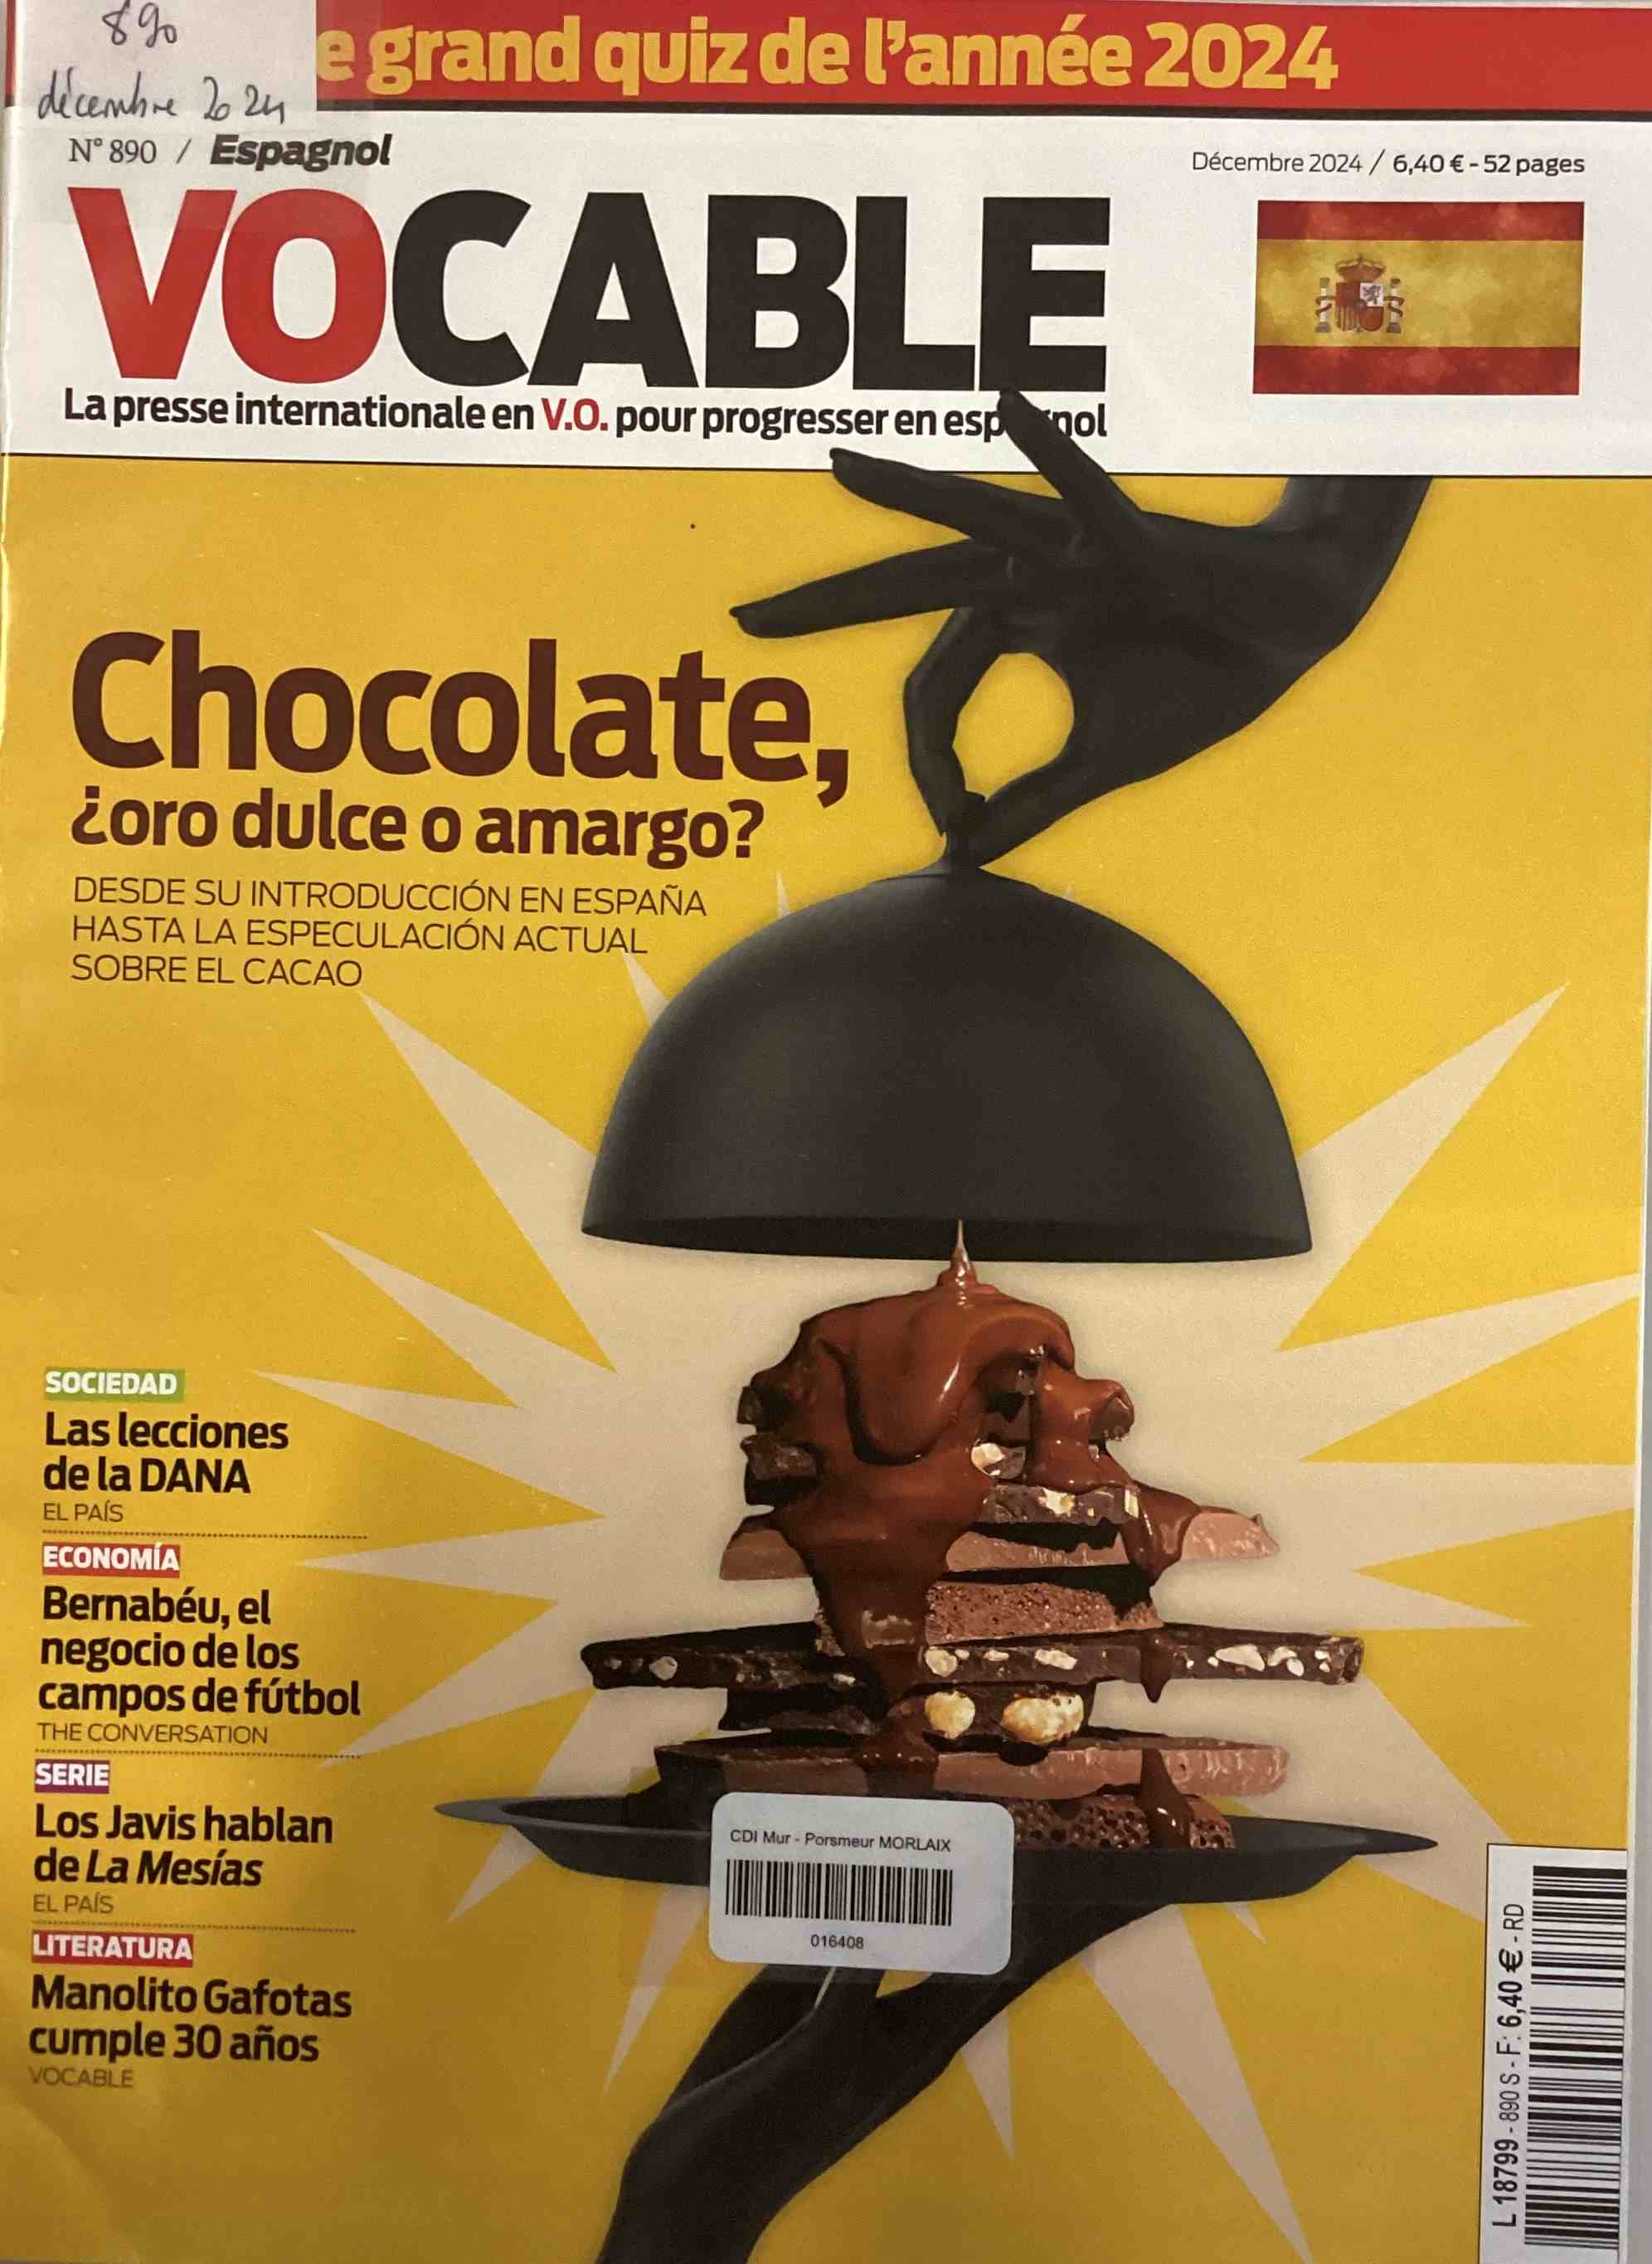 890
décembre 2024
e grand quiz de l'année 2024
N° 890 / Espagnol
Décembre 2024 / 6,40 € - 52 pages
VOCABLE
La presse internationale en V.O. pour progresser en esp nol
Chocolate,
¿oro dulce o amargo?
DESDE SU INTRODUCCIÓN EN ESPAÑA
HASTA LA ESPECULACIÓN ACTUAL
SOBRE EL CACAO
SOCIEDAD
Las lecciones
de la DANA
EL PAÍS
ECONOMÍA
Bernabéu, el
negocio de los
campos de fútbol
THE CONVERSATION
SERIE
Los Javis hablan
de La Mesías
EL PAÍS
LITERATURA
Manolito Gafotas
cumple 30 años
VOCABLE
CDI Mur - Porsmeur MORLAIX
016408
L 18799 - 890 S - F: 6,40 € - RD